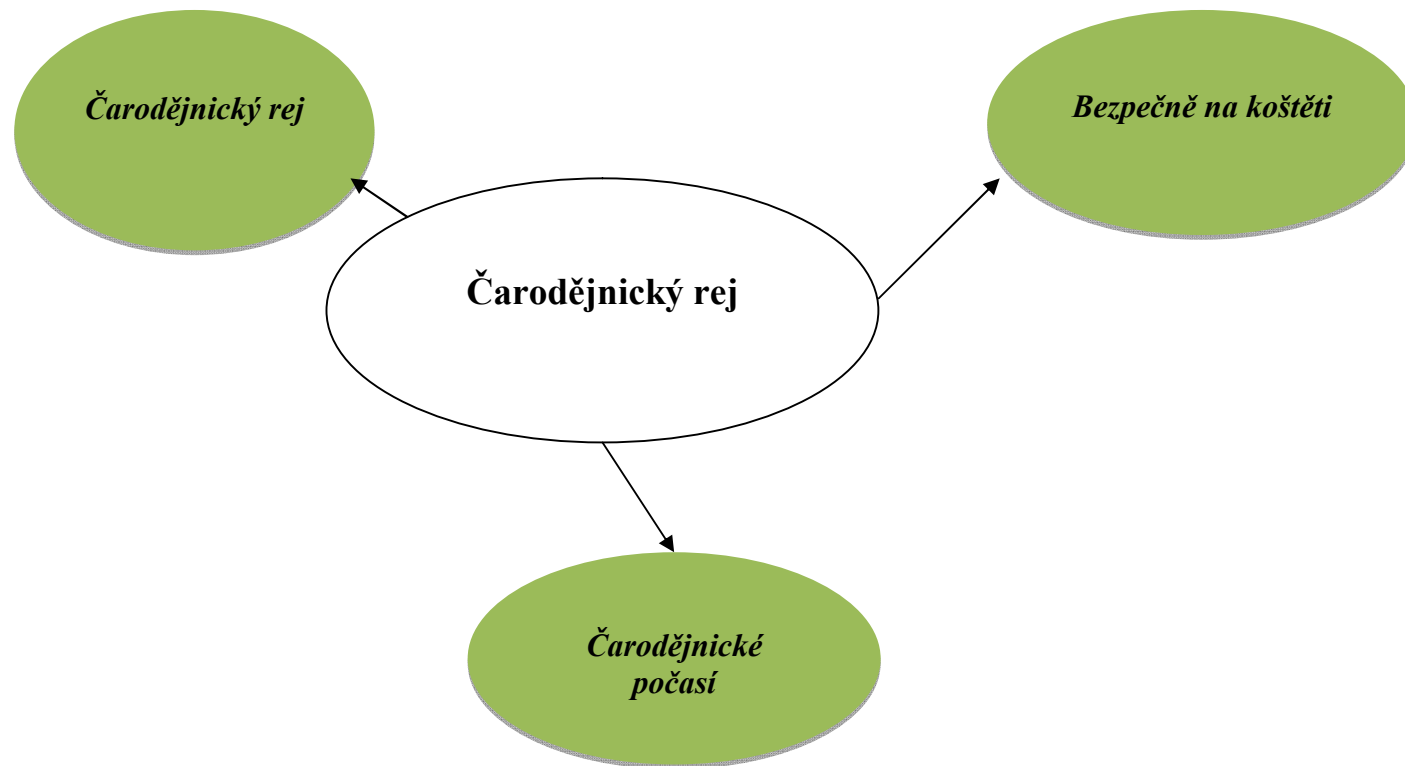 Čarodějnický rej
Bezpečně na koštěti
Čarodějnický rej
Čarodějnické
počasí